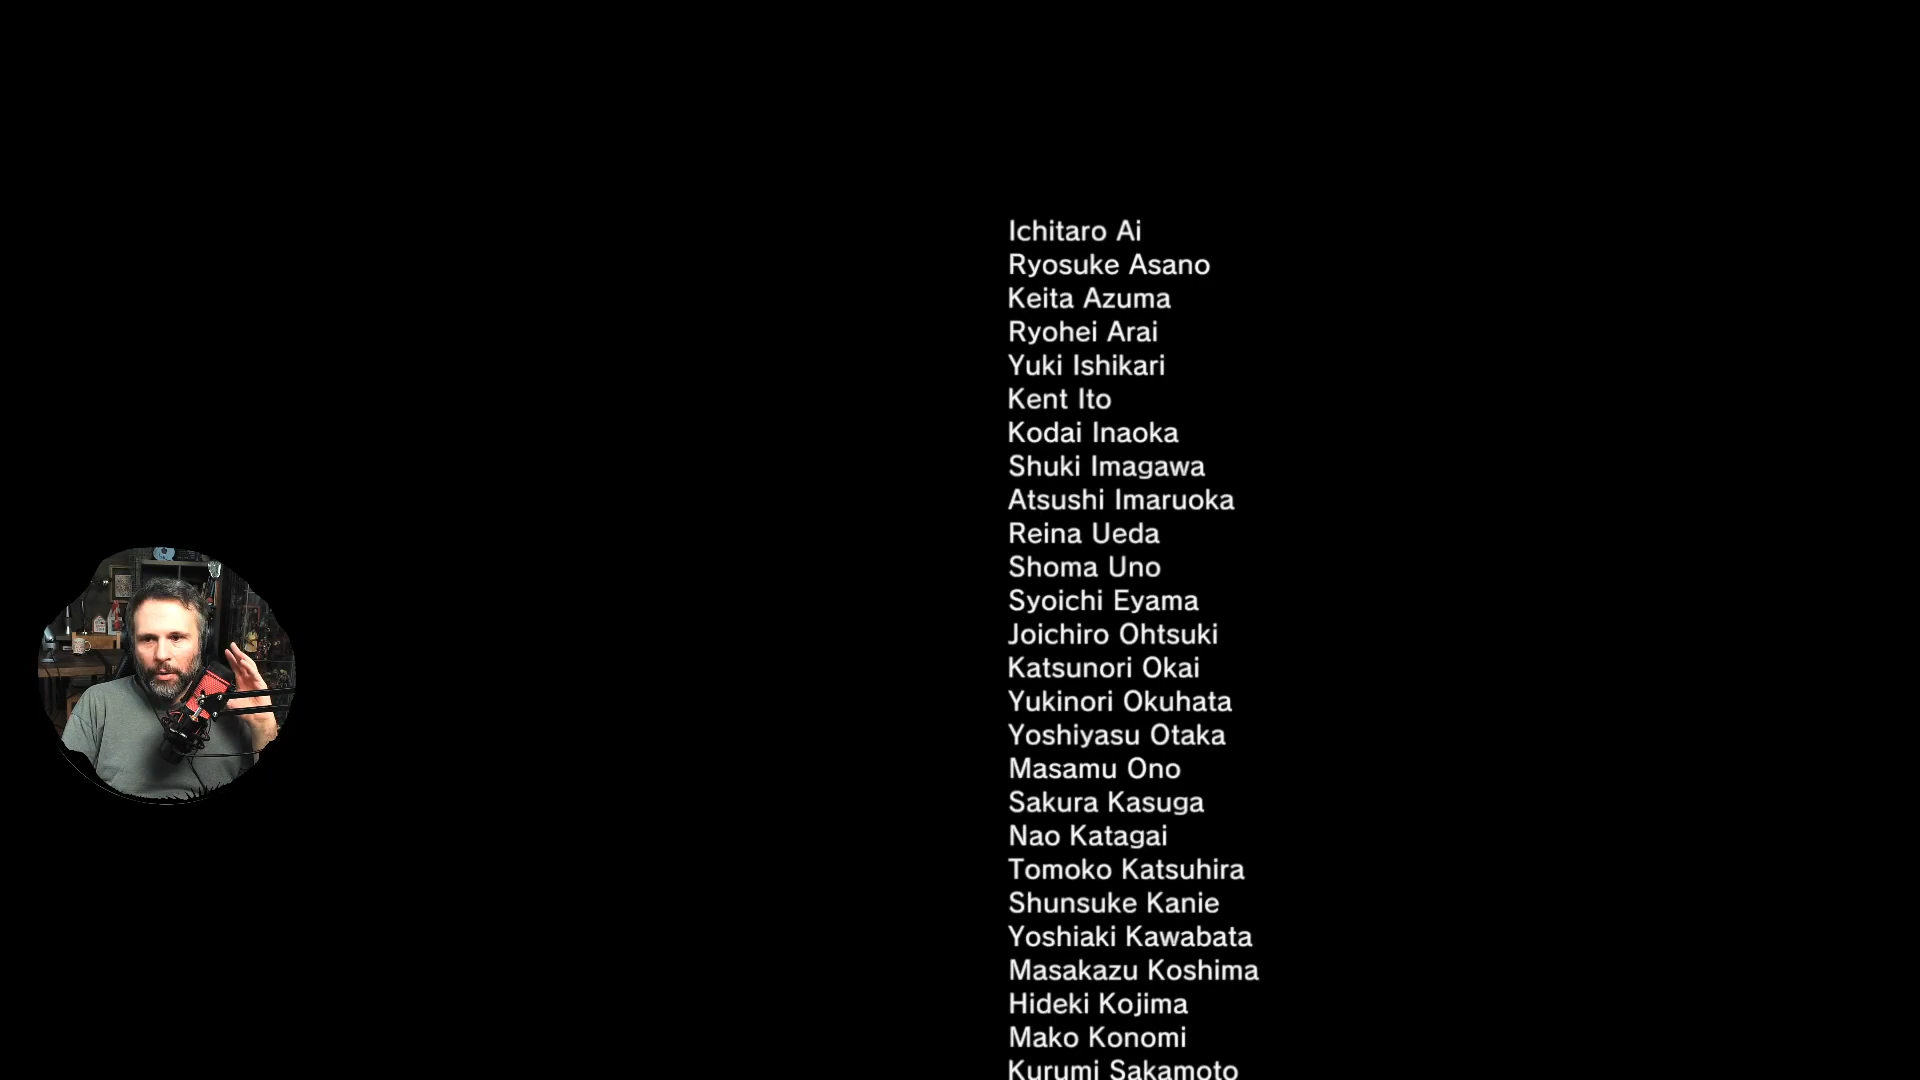 Ichitaro Ai
Ryosuke Asano
Keita Azuma
Ryohei Arai
Yuki Ishikari
Kent Ito
Kodai Inaoka
Shuki Imagawa
Atsushi Imaruoka
Reina Ueda
Shoma Uno
Syoichi Eyama
Joichiro Ohtsuki
Katsunori Okai
Yukinori Okuhata
Yoshiyasu Otaka
Masamu Ono
Sakura Kasuga
Nao Katagai
Tomoko Katsuhira
Shunsuke Kanie
Yoshiaki Kawabata
Masakazu Koshima
Hideki Kojima
Mako Konomi
Kurumi Sakamoto